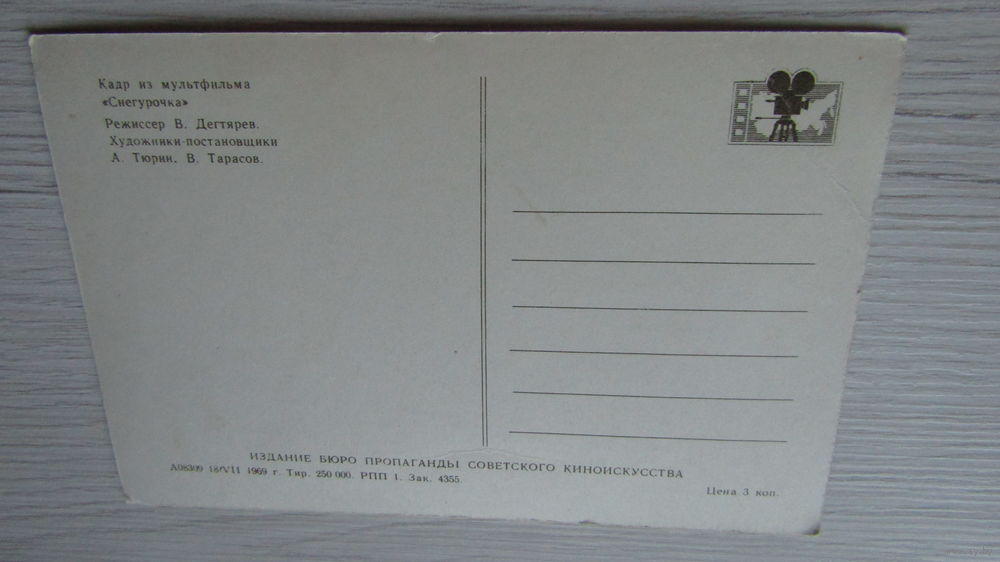 Кадр из мультфильма
«Снегурочка»
Режиссер В. Дегтярев.
Художники-постановщики
А. Тюрин, В. Тарасов.
ИЗДАНИЕ БЮРО ПРОПАГАНДЫ СОВЕТСКОГО КИНОИСКУССТВА
А08309 18/VII 1969 г. Тир. 250 000. РПП 1. Зак. 4355.
Цена 3 коп.